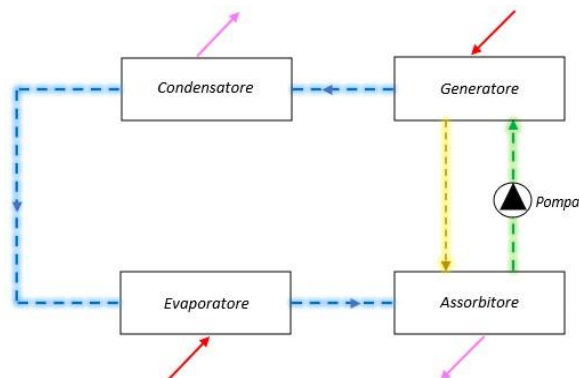 Condensatore
Generatore
Pompa
Evaporatore
Assorbitore